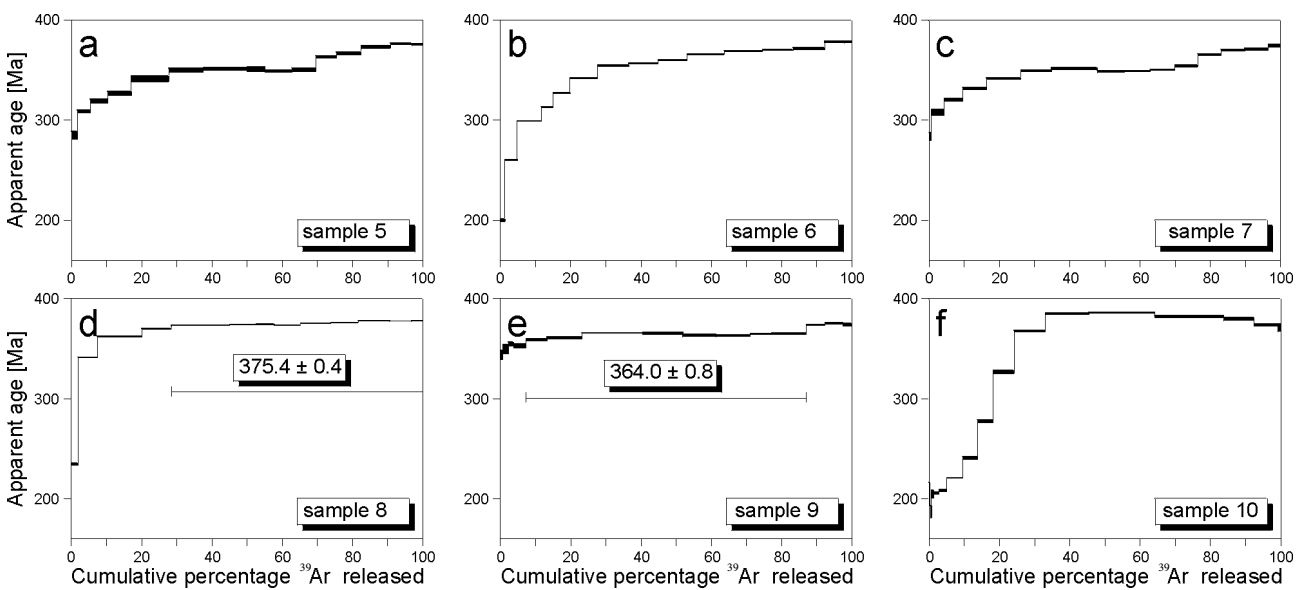 400
300
200
Apparent age [Ma]
a
sample 5
0 20 40 60 80 100
400
300
200
b
sample 6
0 20 40 60 80 100
400
300
200
c
sample 7
0 20 40 60 80 100
400
300
200
Apparent age [Ma]
d
375.4 ± 0.4
sample 8
0 20 40 60 80 100
Cumulative percentage ³⁹Ar released
400
300
200
e
364.0 ± 0.8
sample 9
0 20 40 60 80 100
Cumulative percentage ³⁹Ar released
400
300
200
f
sample 10
0 20 40 60 80 100
Cumulative percentage ³⁹Ar released